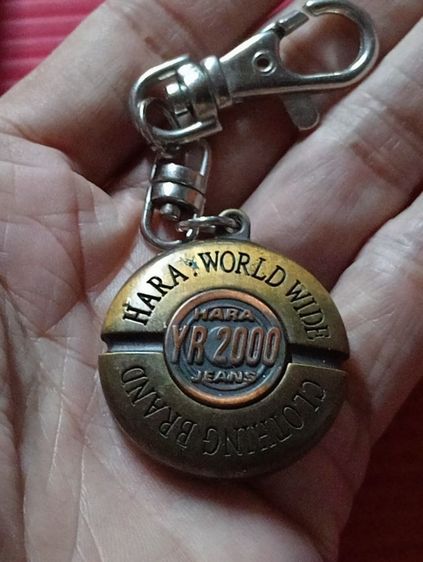 HARA WORLD WIDE
HARA
YR 2000
JEANS
CLOTHING BRAND